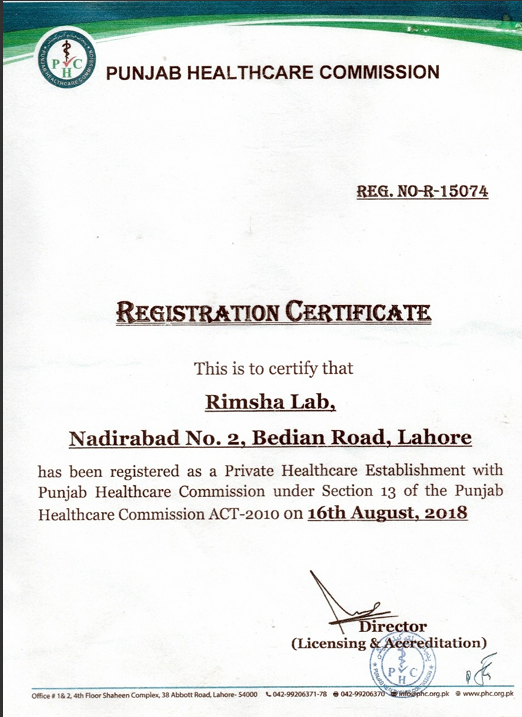 PUNJAB HEALTHCARE COMMISSION
REG. NO-R-15074
REGISTRATION CERTIFICATE
This is to certify that
Rimsha Lab,
Nadirabad No. 2, Bedian Road, Lahore
has been registered as a Private Healthcare Establishment with
Punjab Healthcare Commission under Section 13 of the Punjab
Healthcare Commission ACT-2010 on 16th August, 2018
Director
(Licensing & Accreditation)
Office # 1& 2, 4th Floor Shaheen Complex, 38 Abbott Road, Lahore- 54000 042-99206371-78 042-99206370 info@phc.org.pk www.phc.org.pk